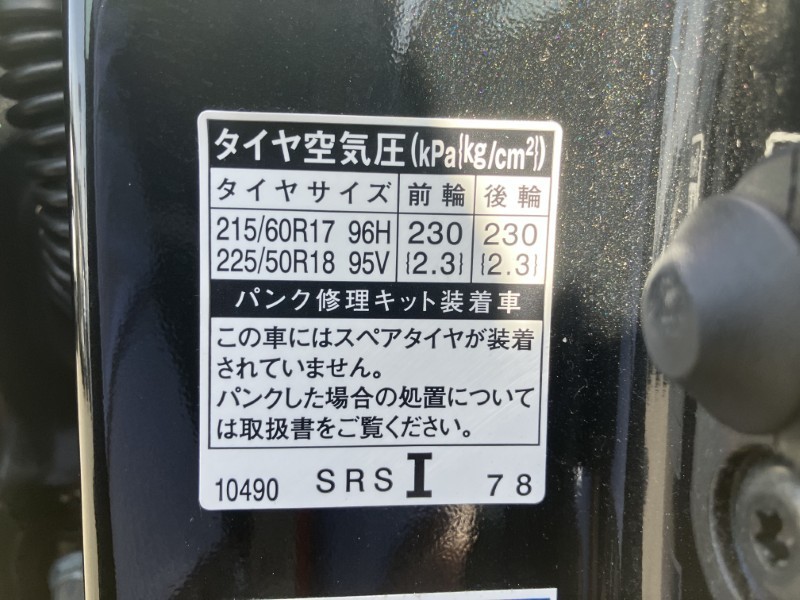 タイヤ空気圧(kPa{kg/cm²})
タイヤサイズ 前輪 後輪
215/60R17 96H 230 230
225/50R18 95V {2.3} {2.3}
パンク修理キット装着車
この車にはスペアタイヤが装着
されていません。
パンクした場合の処置について
は取扱書をご覧ください。
10490 SRS I 78